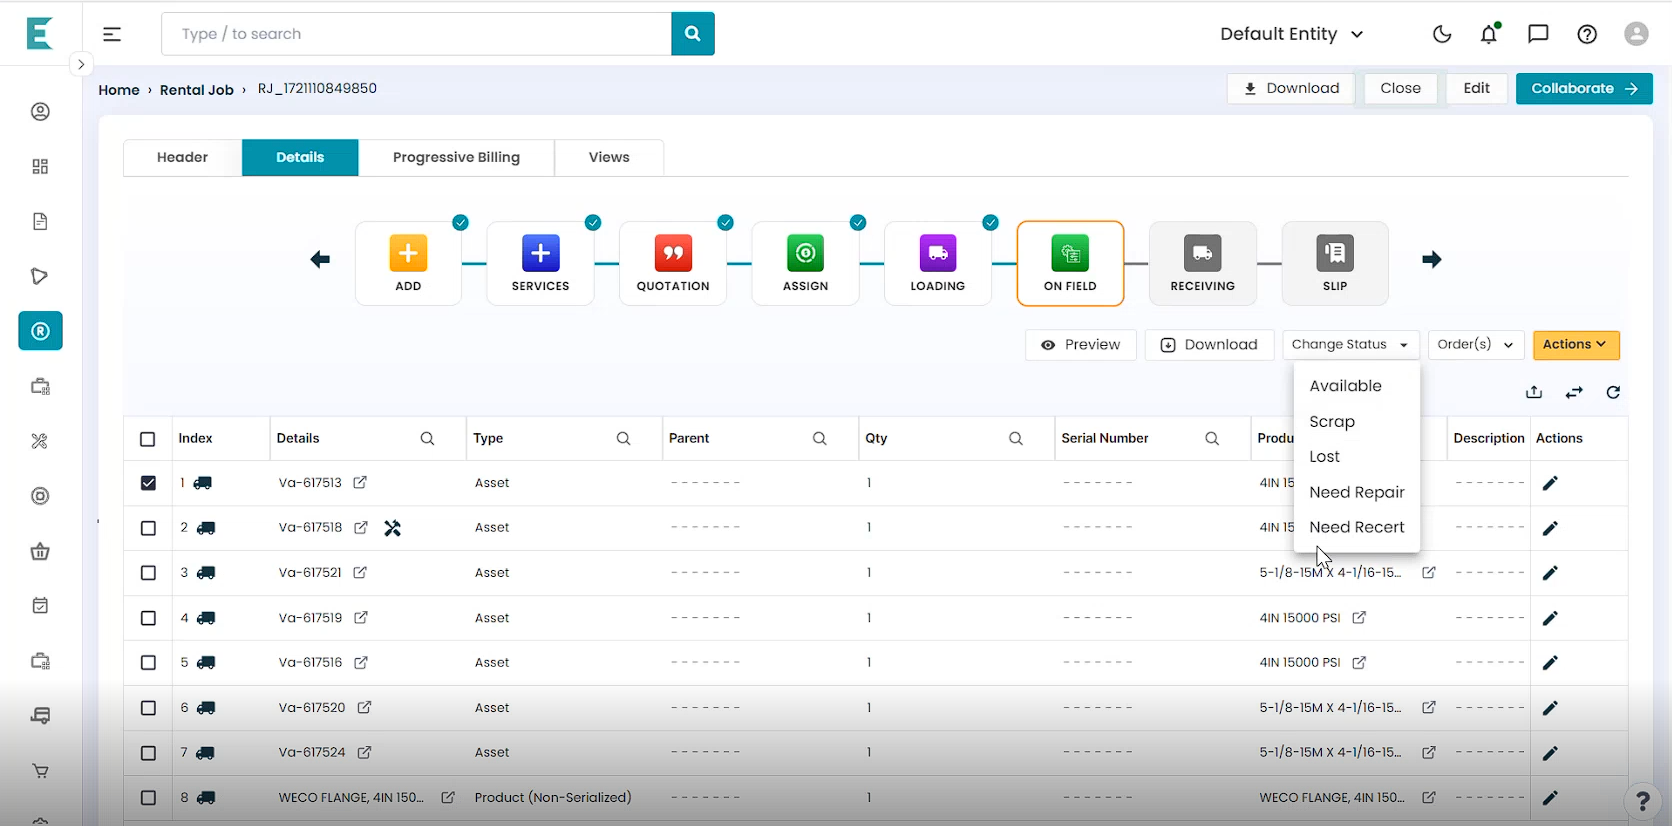 E
Type / to search
Default Entity
Home › Rental Job › RJ_1721110849850
Download
Close
Edit
Collaborate
Header
Details
Progressive Billing
Views
ADD
SERVICES
QUOTATION
ASSIGN
LOADING
ON FIELD
RECEIVING
SLIP
Preview
Download
Change Status
Order(s)
Actions
Available
Scrap
Lost
Need Repair
Need Recert
Index Details Type Parent Qty Serial Number Produ Description Actions
1 Va-617513 Asset ------- 1 ------- 4IN 15 -------
2 Va-617518 Asset ------- 1 ------- 4IN 15 -------
3 Va-617521 Asset ------- 1 ------- 5-1/8-15M X 4-1/16-15... -------
4 Va-617519 Asset ------- 1 ------- 4IN 15000 PSI -------
5 Va-617516 Asset ------- 1 ------- 4IN 15000 PSI -------
6 Va-617520 Asset ------- 1 ------- 5-1/8-15M X 4-1/16-15... -------
7 Va-617524 Asset ------- 1 ------- 5-1/8-15M X 4-1/16-15... -------
8 WECO FLANGE, 4IN 150... Product (Non-Serialized) ------- 1 ------- WECO FLANGE, 4IN 150... -------
?